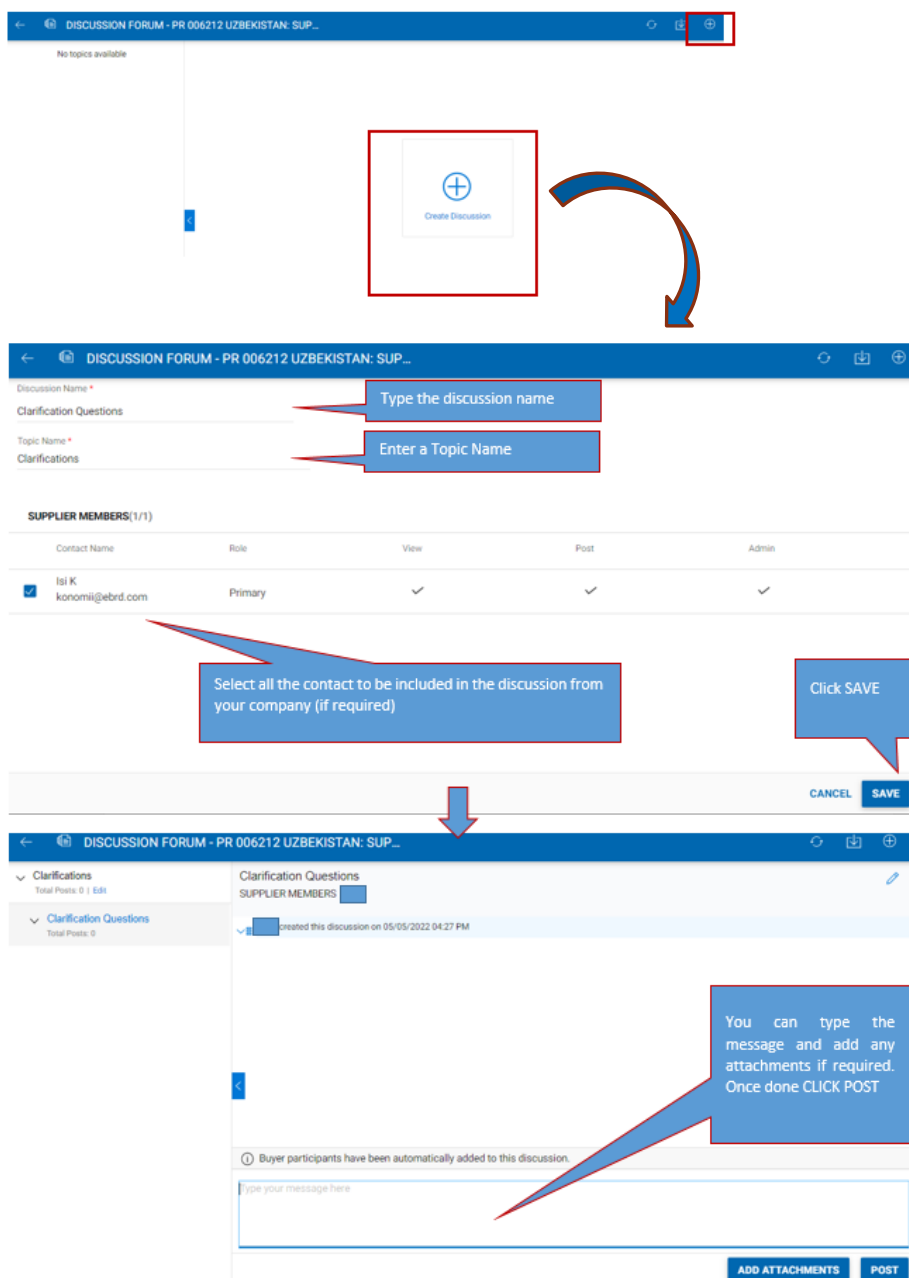 DISCUSSION FORUM - PR 006212 UZBEKISTAN: SUP...
No topics available
Create Discussion
DISCUSSION FORUM - PR 006212 UZBEKISTAN: SUP...
Discussion Name *
Clarification Questions
Type the discussion name
Topic Name *
Clarifications
Enter a Topic Name
SUPPLIER MEMBERS(1/1)
Contact Name Role View Post Admin
Isi K
konomii@ebrd.com Primary
Select all the contact to be included in the discussion from
your company (if required)
Click SAVE
CANCEL SAVE
DISCUSSION FORUM - PR 006212 UZBEKISTAN: SUP...
Clarifications
Total Posts: 0 | Edit
Clarification Questions
Total Posts: 0
Clarification Questions
SUPPLIER MEMBERS
created this discussion on 05/05/2022 04:27 PM
You can type the
message and add any
attachments if required.
Once done CLICK POST
Buyer participants have been automatically added to this discussion.
Type your message here
ADD ATTACHMENTS POST